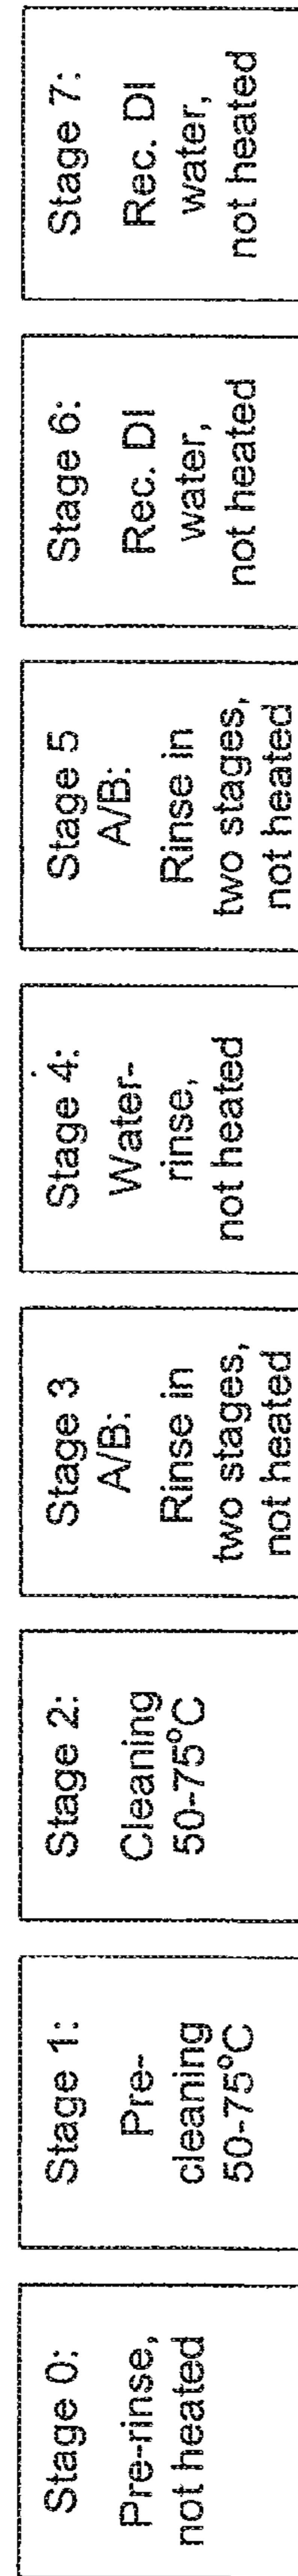 Stage 0:
Pre-rinse,
not heated
Stage 1:
Pre-
cleaning
50-75°C
Stage 2:
Cleaning
50-75°C
Stage 3
A/B:
Rinse in
two stages,
not heated
Stage 4:
Water-
rinse,
not heated
Stage 5
A/B:
Rinse in
two stages,
not heated
Stage 6:
Rec. DI
water,
not heated
Stage 7:
Rec. DI
water,
not heated